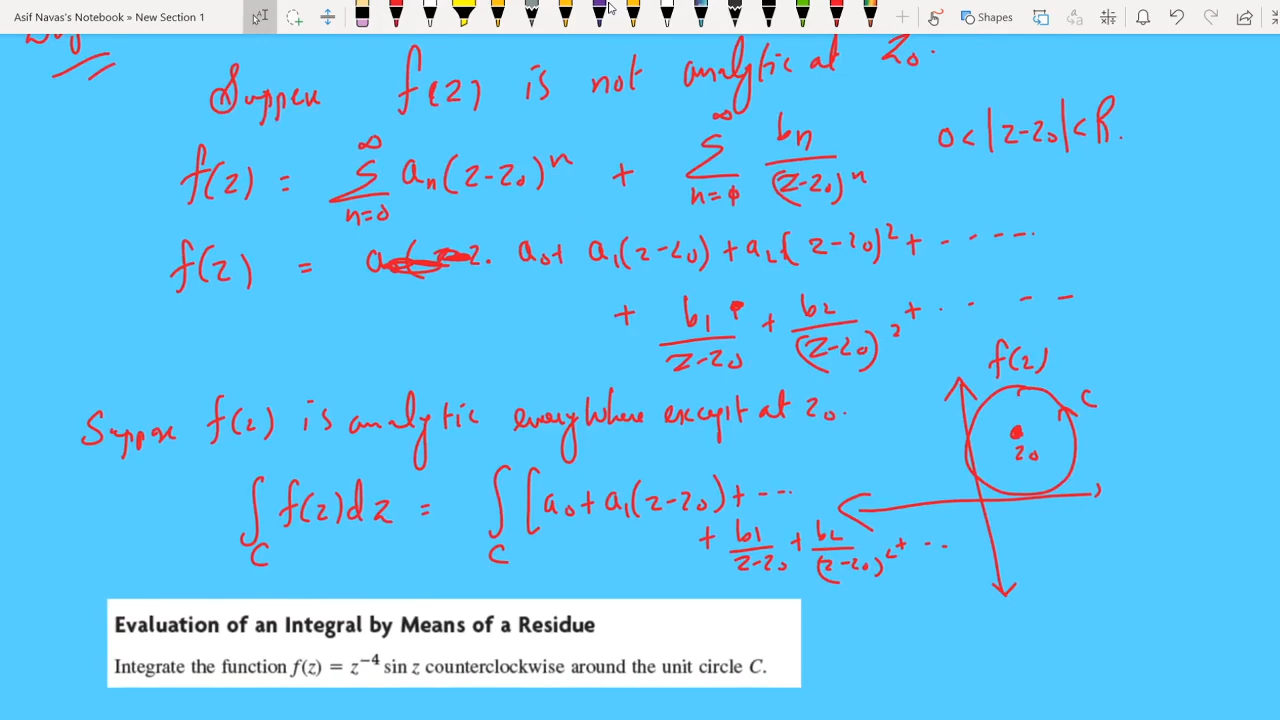 Asif Navas's Notebook » New Section 1
Shapes
Suppose f(z) is not analytic at z₀.
f(z) = ∞ Σ n=0 aₙ(z-z₀)ⁿ + ∞ Σ n=1 bₙ/(z-z₀)ⁿ 0<|z-z₀|<R.
f(z) = a₀+ a₁(z-z₀) + a₂(z-z₀)² + .......
+ b₁/(z-z₀) + b₂/(z-z₀)² + .....
f(z)
C
z₀
Suppose f(z) is analytic everywhere except at z₀.
∫_C f(z)dz = ∫_C [a₀+a₁(z-z₀)+ ...
+ b₁/(z-z₀) + b₂/(z-z₀)² + ...
Evaluation of an Integral by Means of a Residue
Integrate the function f(z) = z⁻⁴ sin z counterclockwise around the unit circle C.